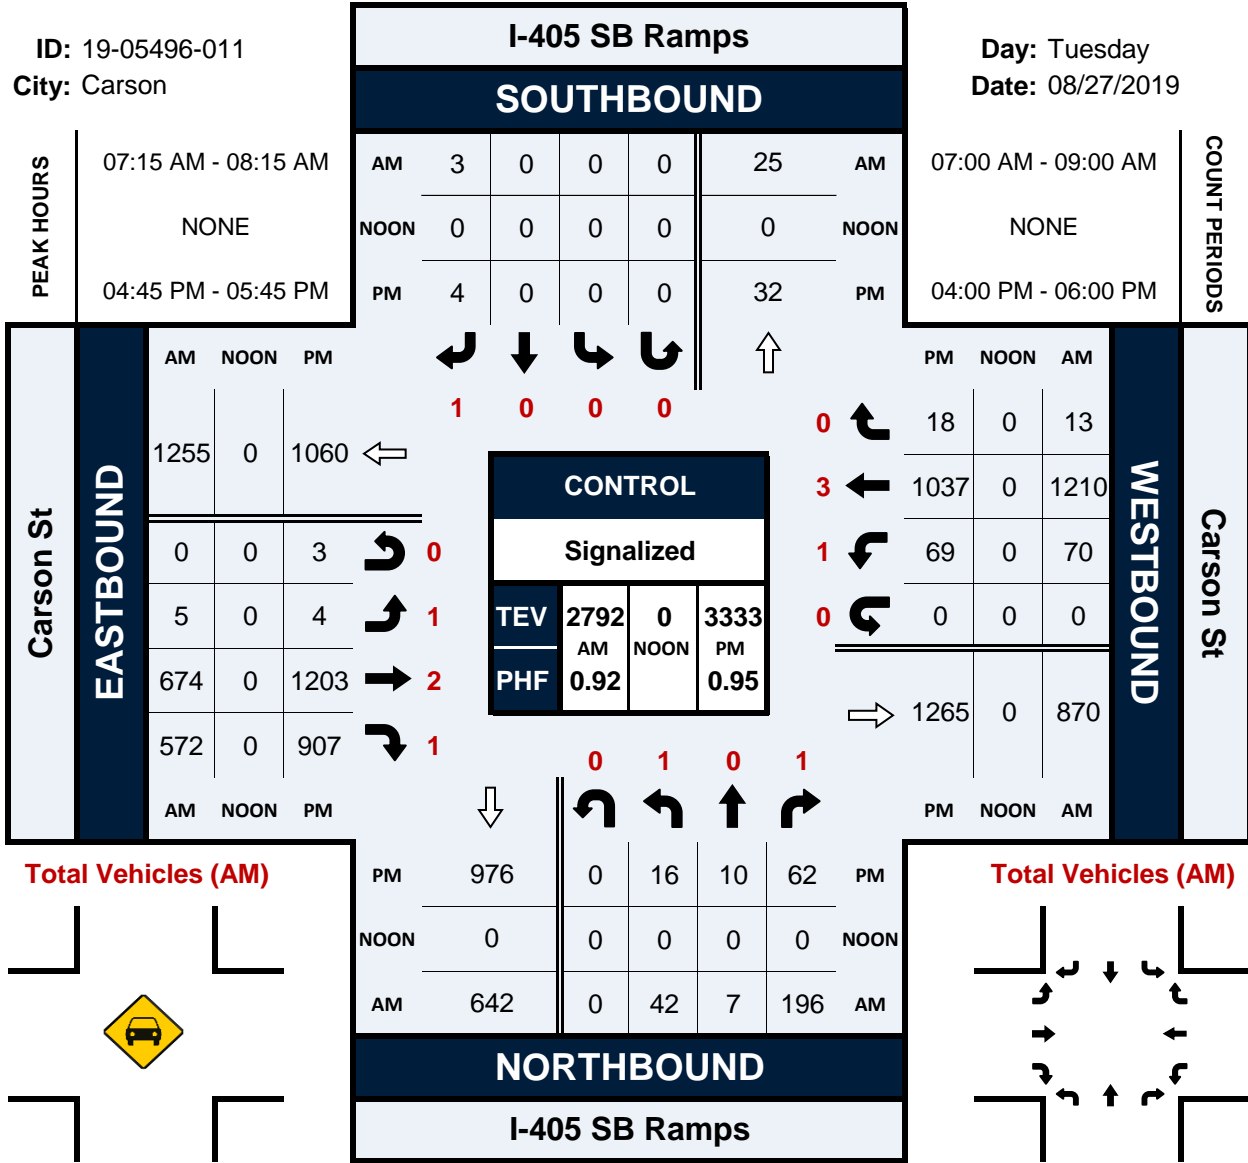 I-405 SB Ramps
ID: 19-05496-011
City: Carson
Day: Tuesday
Date: 08/27/2019
SOUTHBOUND
PEAK HOURS
07:15 AM - 08:15 AM
NONE
04:45 PM - 05:45 PM
AM 3 0 0 0 25 AM
NOON 0 0 0 0 0 NOON
PM 4 0 0 0 32 PM
07:00 AM - 09:00 AM
NONE
04:00 PM - 06:00 PM
COUNT PERIODS
1 0 0 0
Carson St
EASTBOUND
AM NOON PM
1255 0 1060
0 0 3 0
5 0 4 1
674 0 1203 2
572 0 907 1
AM NOON PM
CONTROL
Signalized
TEV 2792 0 3333
AM NOON PM
PHF 0.92 0.95
PM NOON AM
0 18 0 13
3 1037 0 1210
1 69 0 70
0 0 0 0
1265 0 870
PM NOON AM
WESTBOUND
Carson St
0 1 0 1
PM 976 0 16 10 62 PM
NOON 0 0 0 0 0 NOON
AM 642 0 42 7 196 AM
NORTHBOUND
I-405 SB Ramps
Total Vehicles (AM)
Total Vehicles (AM)